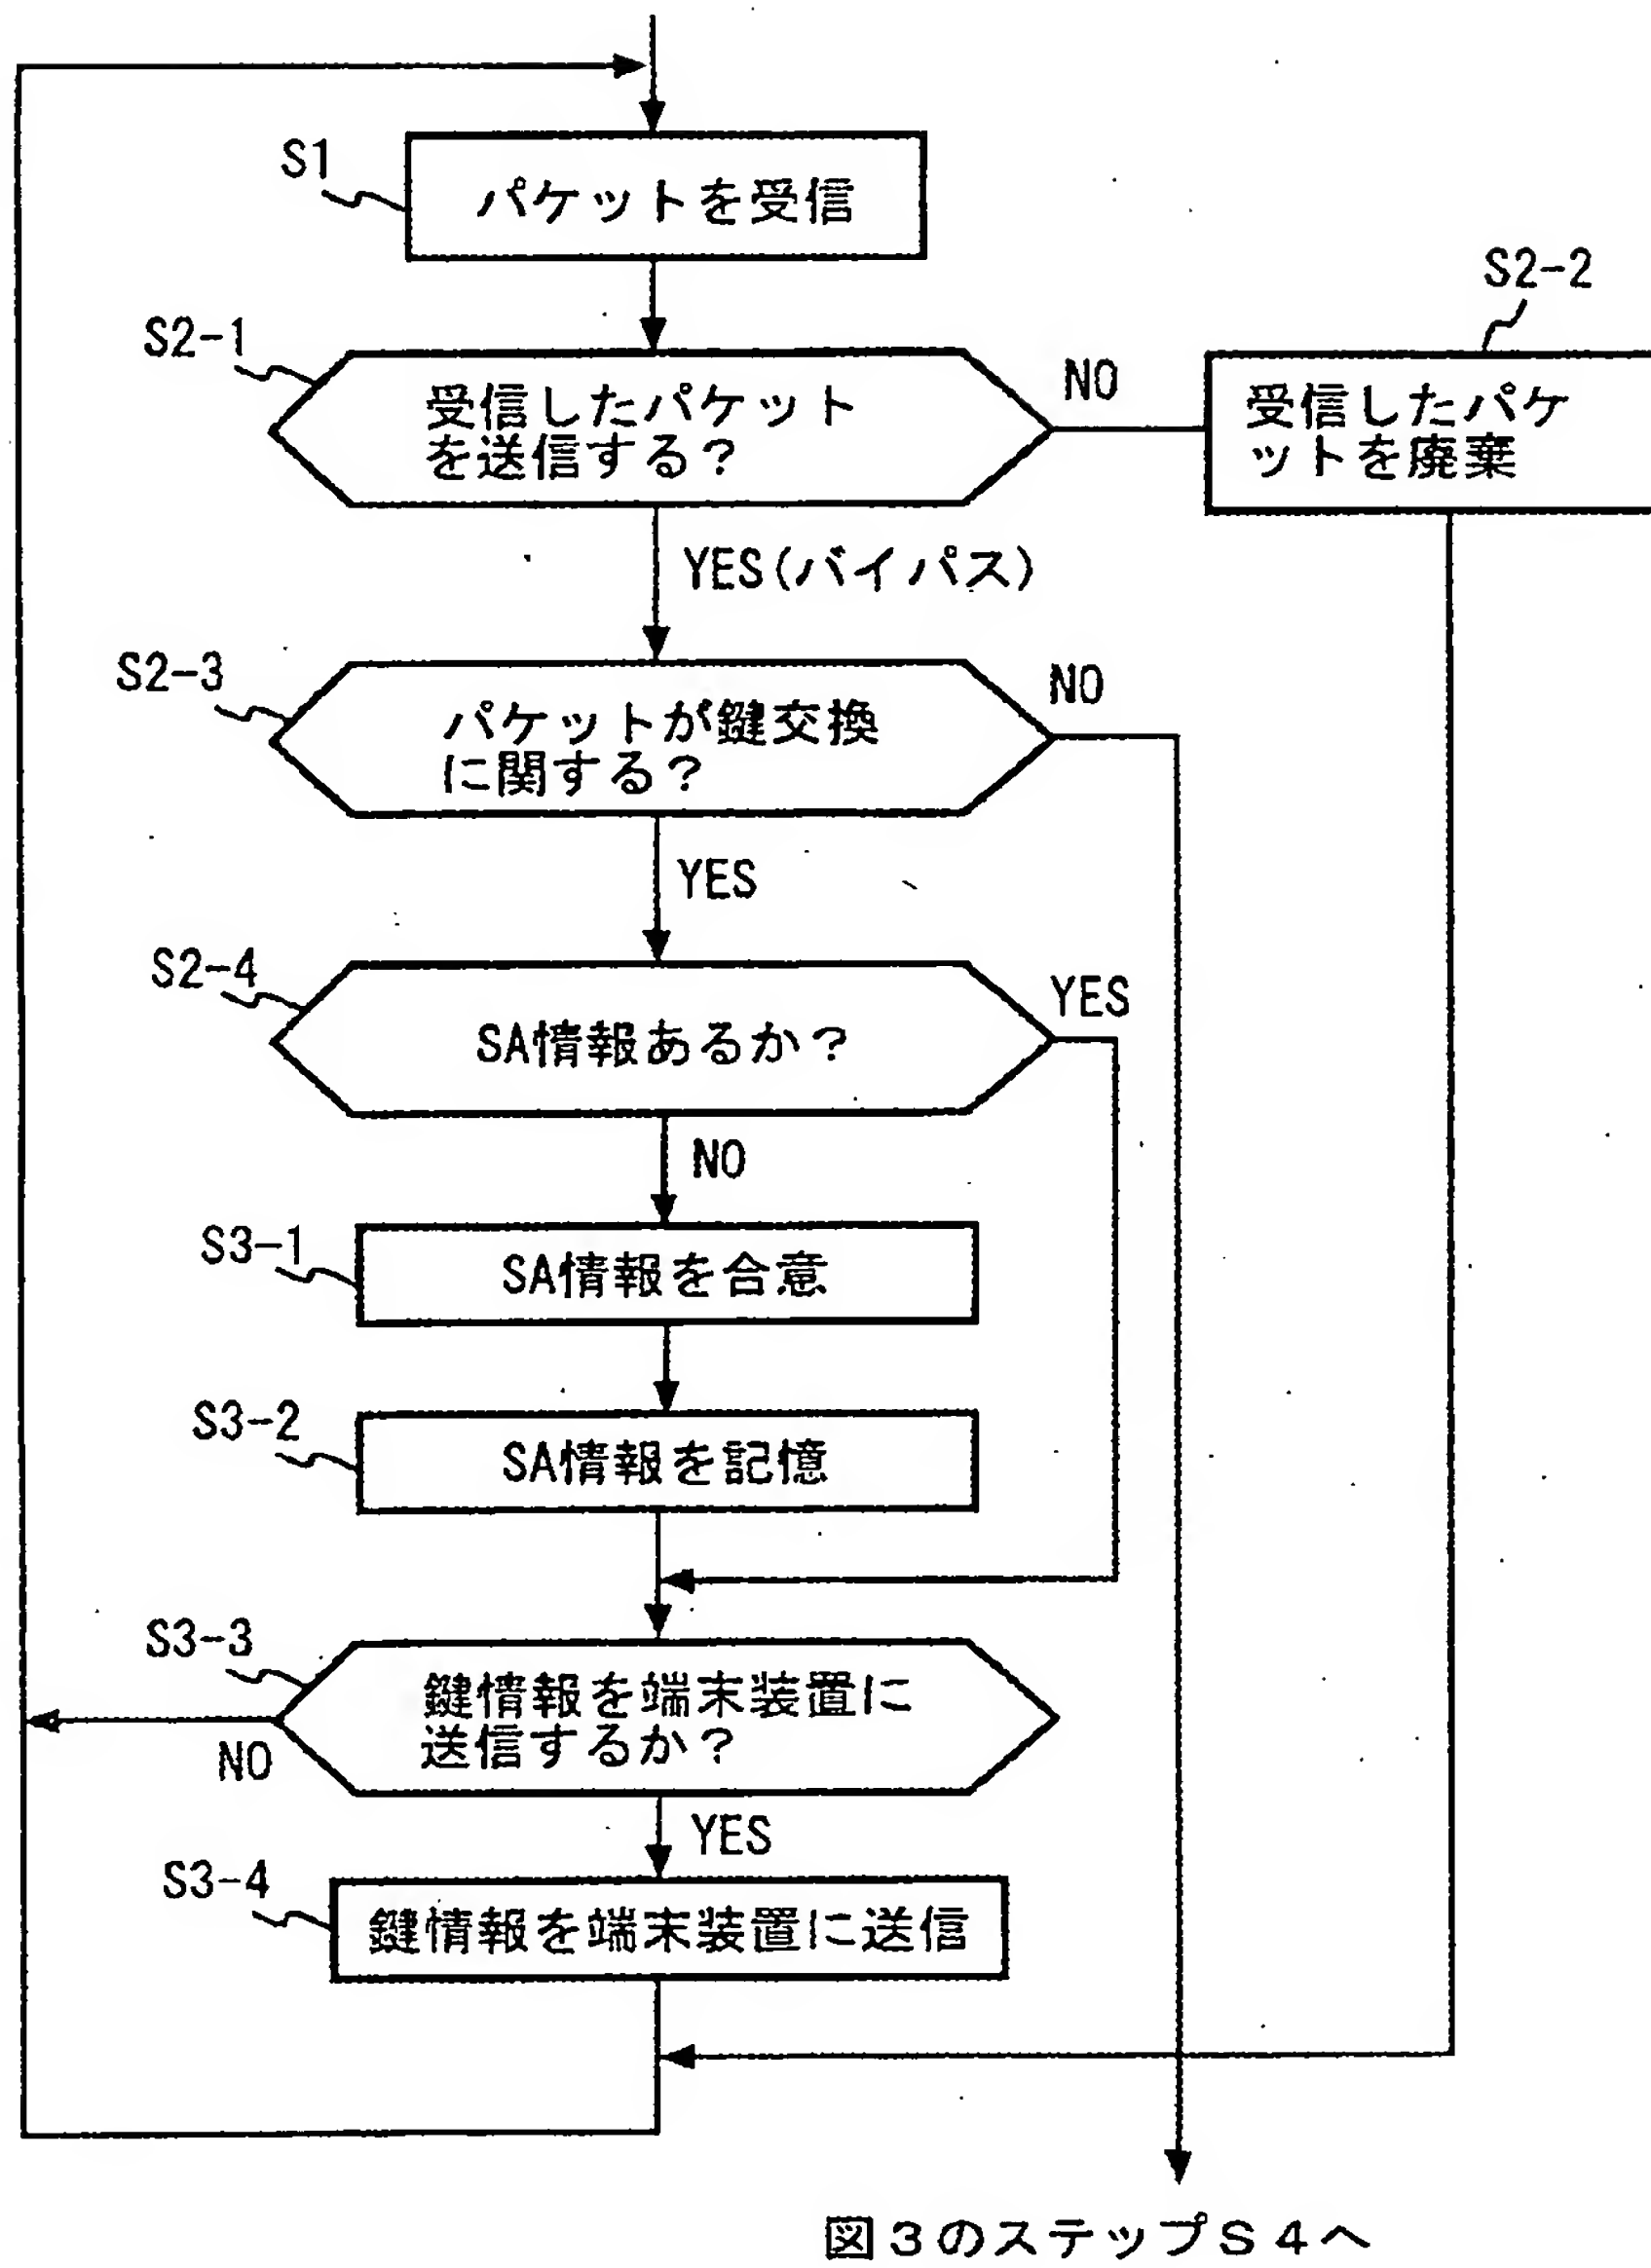 S1
パケットを受信
S2-2
S2-1
受信したパケット
を送信する?
NO
受信したパケ
ットを廃棄
YES(バイパス)
S2-3
パケットが鍵交換
に関する?
NO
YES
S2-4
SA情報あるか?
YES
NO
S3-1
SA情報を合意
S3-2
SA情報を記憶
S3-3
鍵情報を端末装置に
送信するか?
NO
YES
S3-4
鍵情報を端末装置に送信
図3のステップS4へ